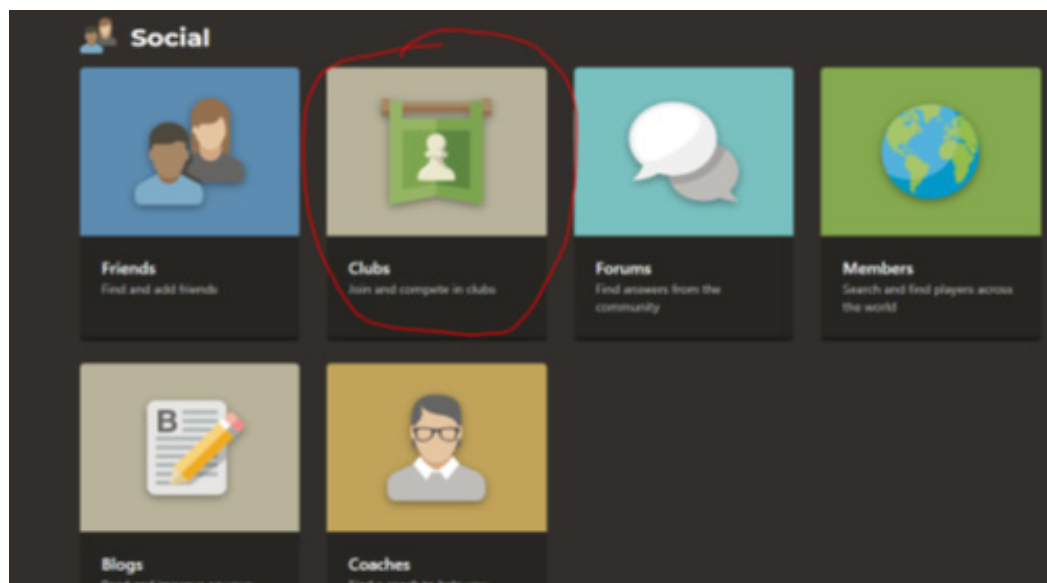 Social
Friends
Find and add friends
Clubs
Join and compete in clubs
Forums
Find answers from the
community
Members
Search and find players across
the world
B
Blogs
Coaches